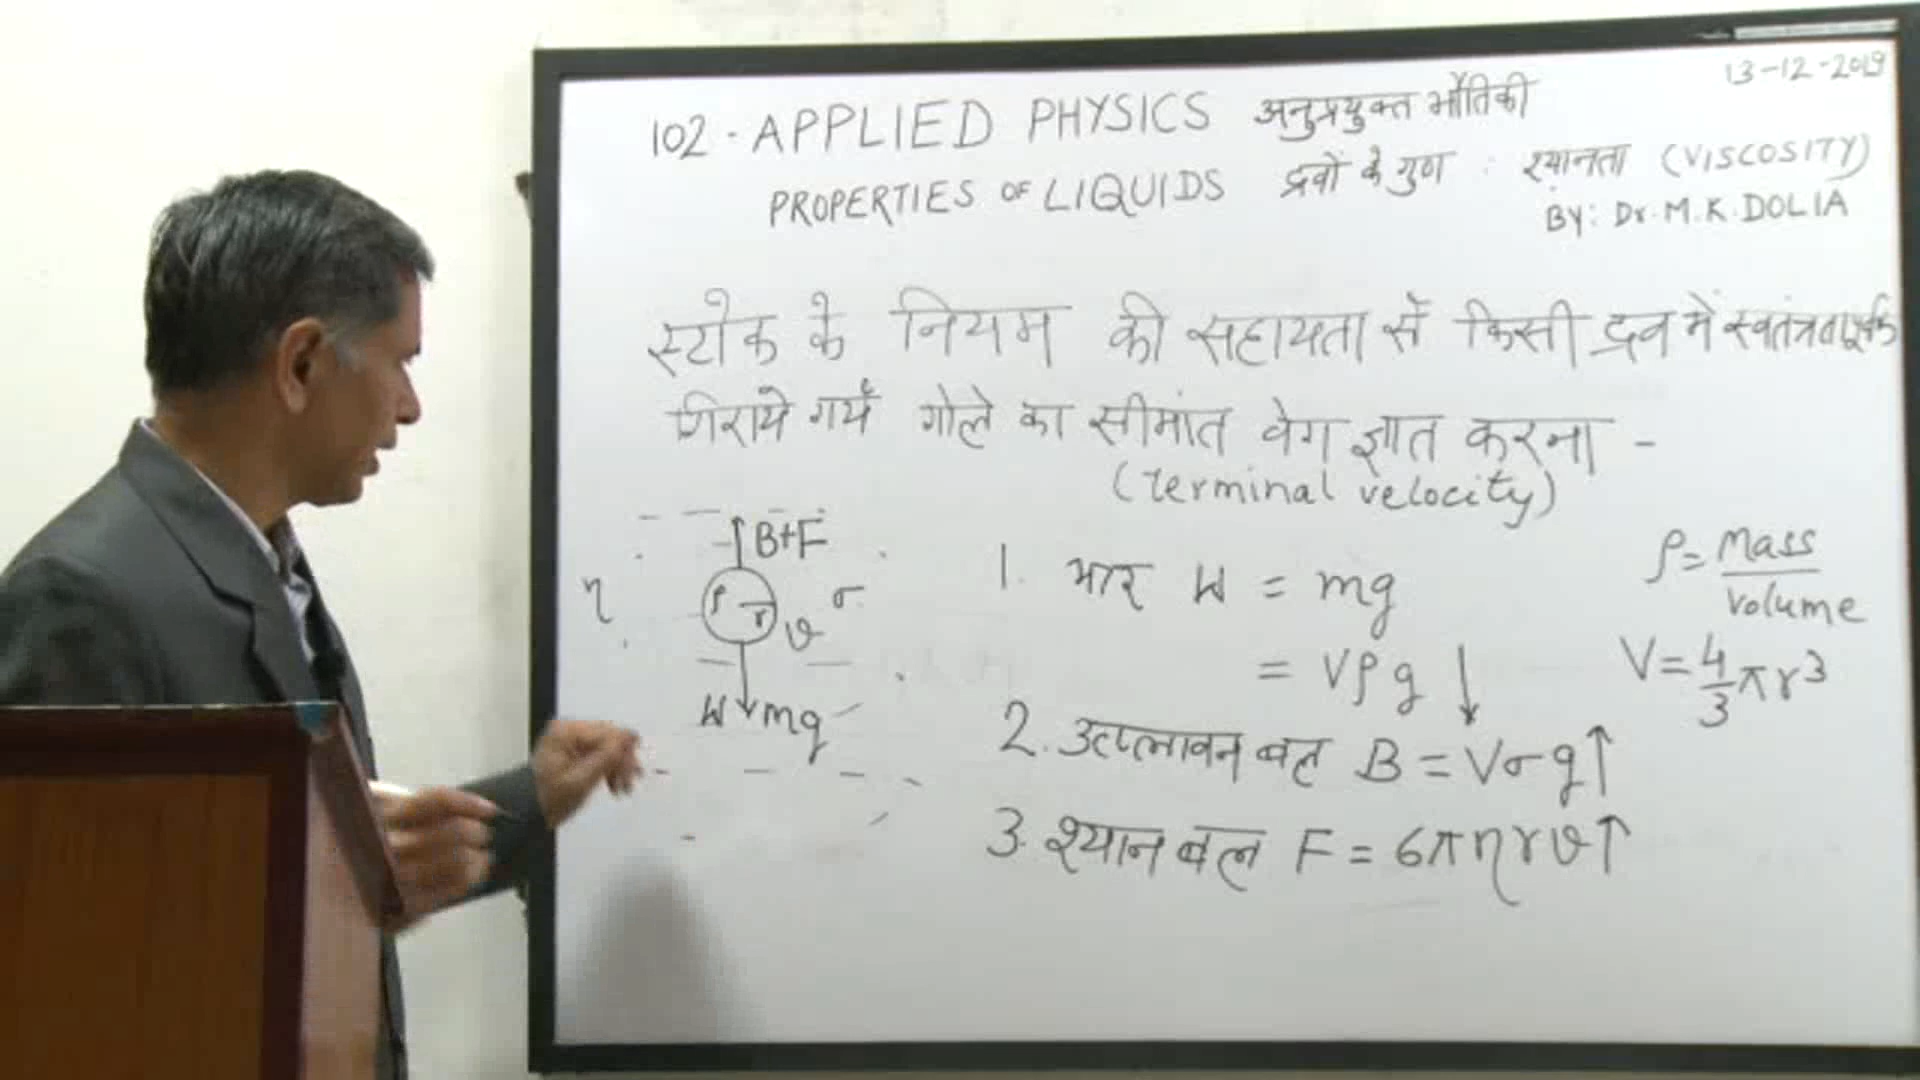 13-12-2019
102 - APPLIED PHYSICS अनुप्रयुक्त भौतिकी
PROPERTIES OF LIQUIDS द्रवों के गुण : श्यानता (VISCOSITY)
BY: Dr. M. K. DOLIA
स्टोक के नियम की सहायता से किसी द्रव में स्वतंत्रतापूर्वक
गिराये गये गोले का सीमांत वेग ज्ञात करना -
(Terminal velocity)
B+F
η ρ r v σ
W mg
1. भार W = mg
= Vρg ↓
ρ = Mass / volume
V = 4/3 πr³
2. उत्प्लावन बल B = Vσg ↑
3. श्यान बल F = 6πηrv ↑